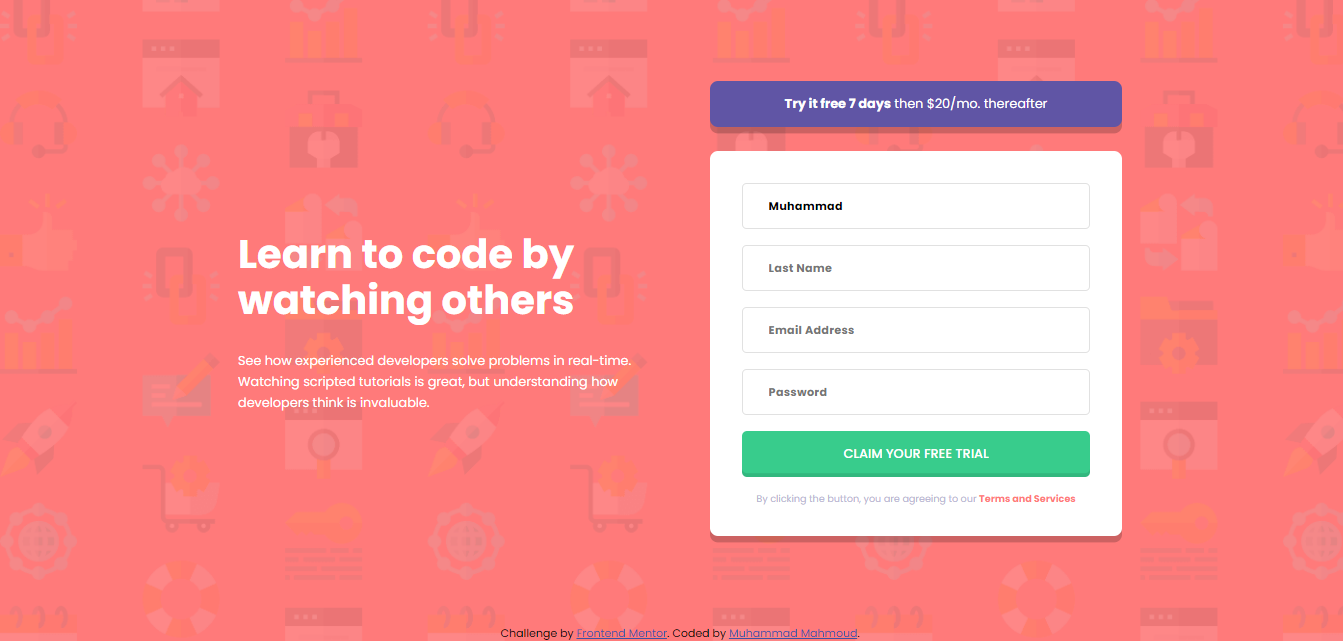 Learn to code by
watching others
See how experienced developers solve problems in real-time.
Watching scripted tutorials is great, but understanding how
developers think is invaluable.
Try it free 7 days then $20/mo. thereafter
Muhammad
Last Name
Email Address
Password
CLAIM YOUR FREE TRIAL
By clicking the button, you are agreeing to our Terms and Services
Challenge by Frontend Mentor. Coded by Muhammad Mahmoud.